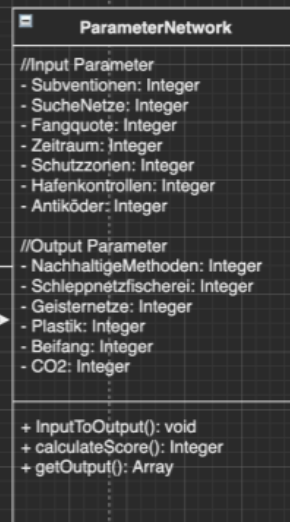 ParameterNetwork
//Input Parameter
- Subventionen: Integer
- SucheNetze: Integer
- Fangquote: Integer
- Zeitraum: Integer
- Schutzzonen: Integer
- Hafenkontrollen: Integer
- Antiköder: Integer
//Output Parameter
- NachhaltigeMethoden: Integer
- Schleppnetzfischerei: Integer
- Geisternetze: Integer
- Plastik: Integer
- Beifang: Integer
- CO2: Integer
+ InputToOutput(): void
+ calculateScore(): Integer
+ getOutput(): Array